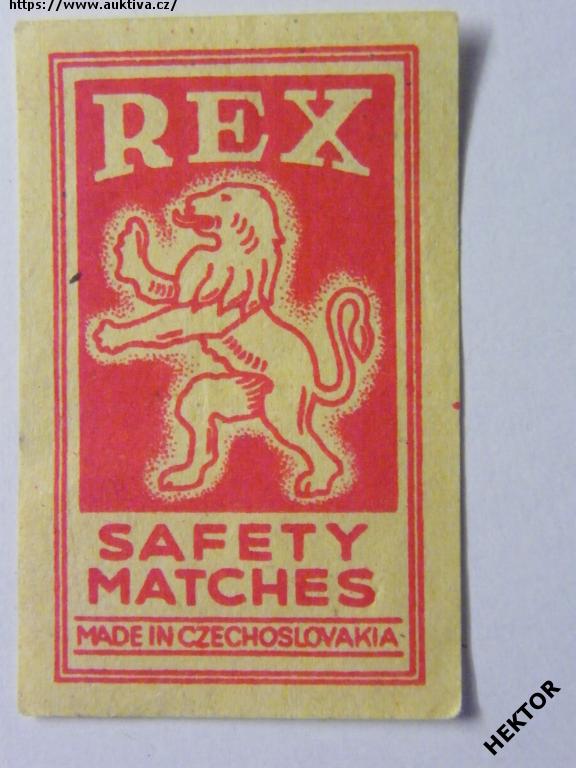 https://www.auktiva.cz/
REX
SAFETY
MATCHES
MADE IN CZECHOSLOVAKIA
HEKTOR